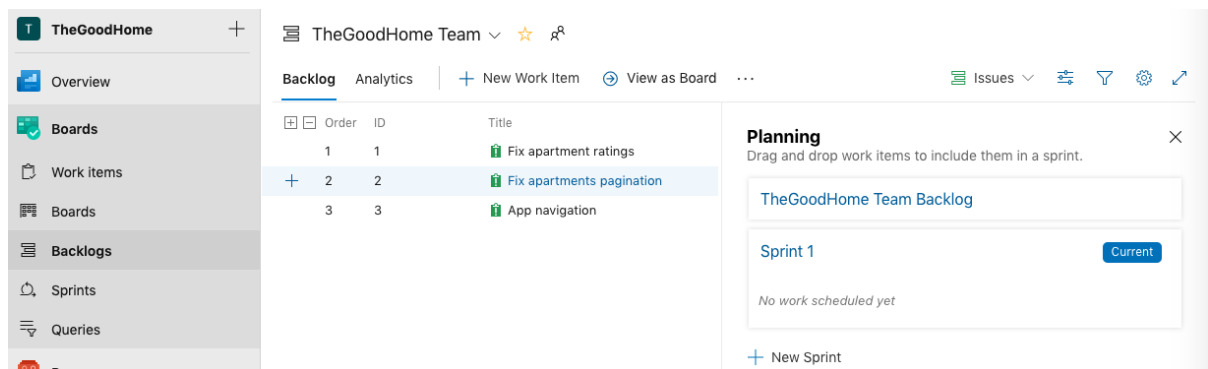 T TheGoodHome
Overview
Boards
Work items
Boards
Backlogs
Sprints
Queries
TheGoodHome Team
Backlog Analytics New Work Item View as Board ... Issues
Order ID Title
1 1 Fix apartment ratings
2 2 Fix apartments pagination
3 3 App navigation
Planning
Drag and drop work items to include them in a sprint.
TheGoodHome Team Backlog
Sprint 1 Current
No work scheduled yet
New Sprint